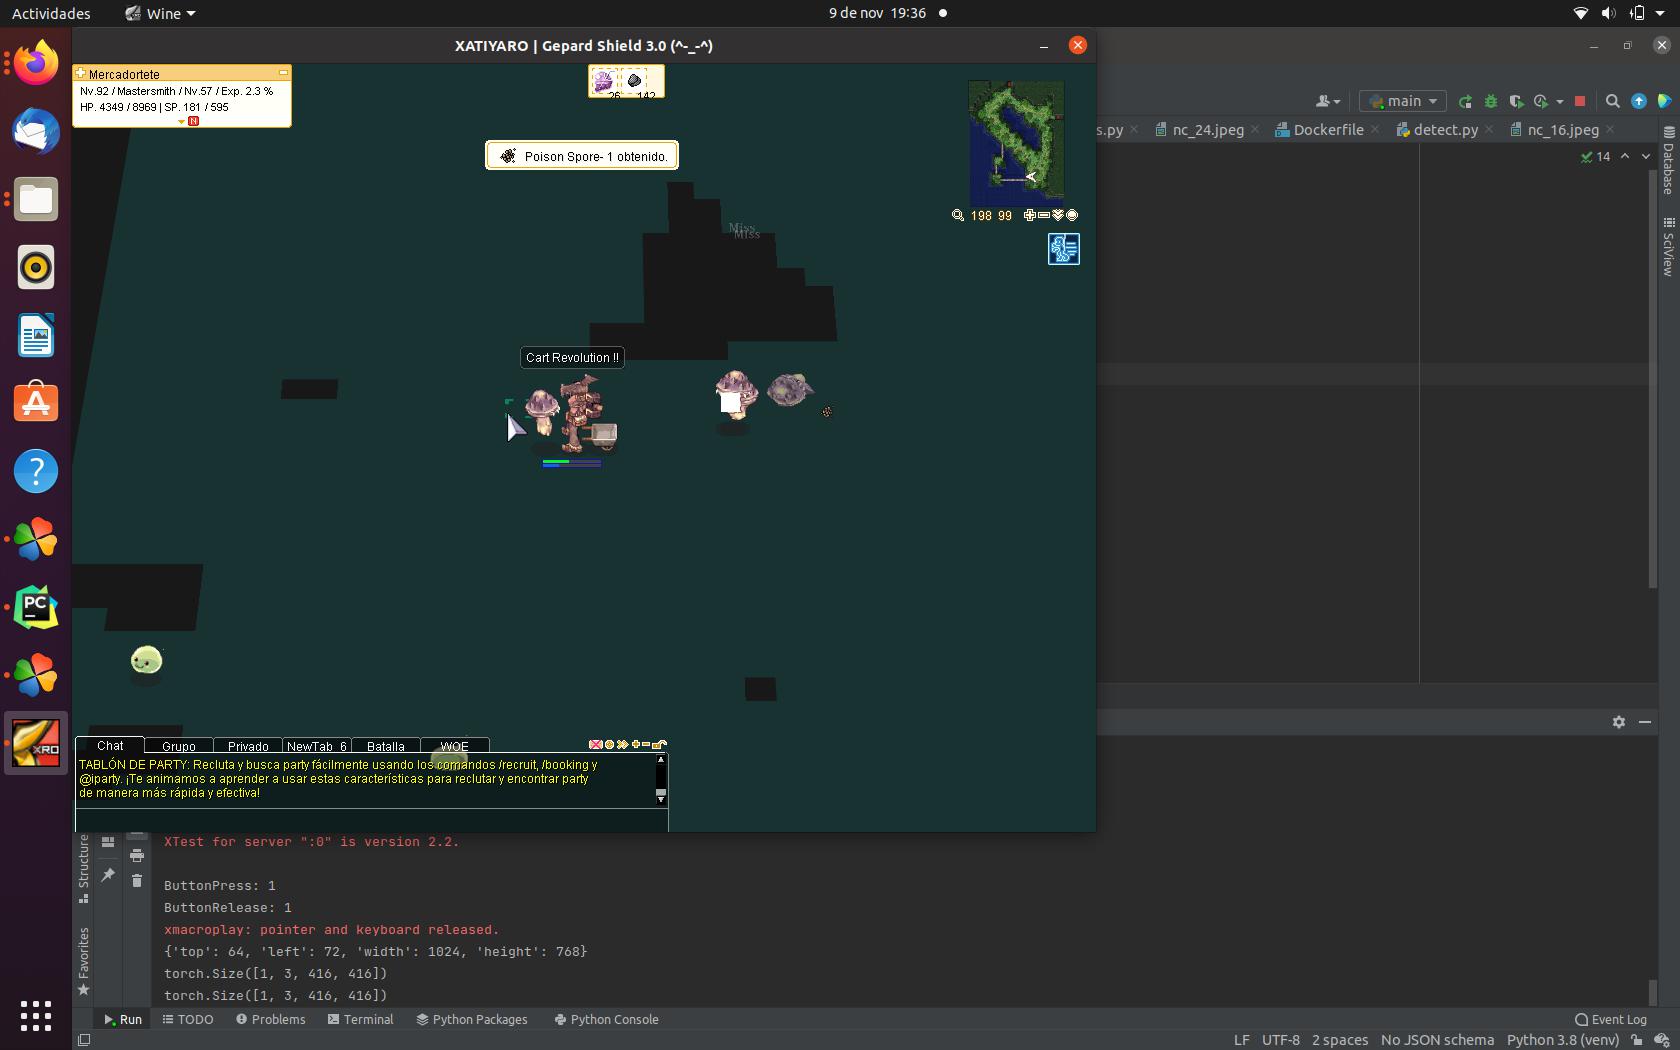 Actividades
Wine
9 de nov 19:36
XATIYARO | Gepard Shield 3.0 (^-_-^)
Mercadortete
Nv.92 / Mastersmith / Nv.57 / Exp. 2.3 %
HP. 4349 / 8969 | SP. 181 / 595
N
26
142
Poison Spore- 1 obtenido.
Miss
Miss
198 99
Cart Revolution !!
main
s.py
nc_24.jpeg
Dockerfile
detect.py
nc_16.jpeg
14
Database
SciView
PC
XRO
Chat
Grupo
Privado
NewTab_6
Batalla
WOE
TABLÓN DE PARTY: Recluta y busca party fácilmente usando los comandos /recruit, /booking y
@iparty. ¡Te animamos a aprender a usar estas características para reclutar y encontrar party
de manera más rápida y efectiva!
Structure
Favorites
XTest for server ":0" is version 2.2.
ButtonPress: 1
ButtonRelease: 1
xmacroplay: pointer and keyboard released.
{'top': 64, 'left': 72, 'width': 1024, 'height': 768}
torch.Size([1, 3, 416, 416])
torch.Size([1, 3, 416, 416])
Run
TODO
Problems
Terminal
Python Packages
Python Console
Event Log
LF
UTF-8
2 spaces
No JSON schema
Python 3.8 (venv)